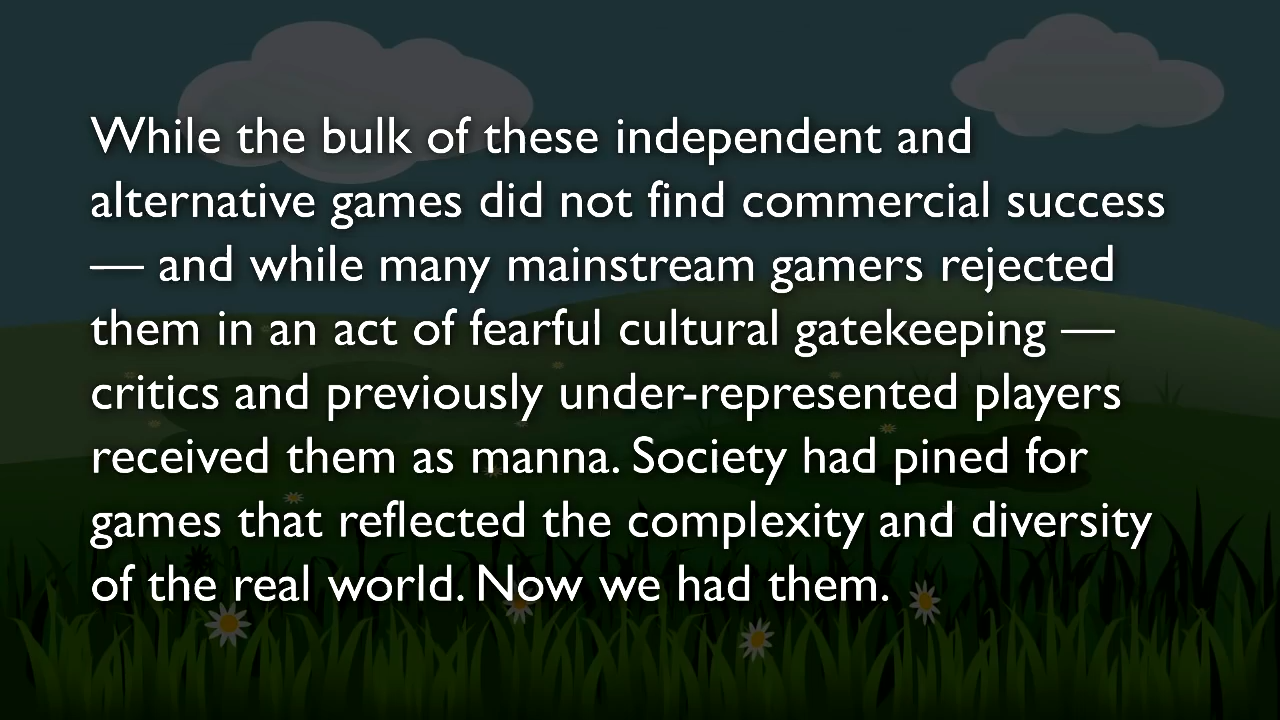 While the bulk of these independent and
alternative games did not find commercial success
— and while many mainstream gamers rejected
them in an act of fearful cultural gatekeeping —
critics and previously under-represented players
received them as manna. Society had pined for
games that reflected the complexity and diversity
of the real world. Now we had them.